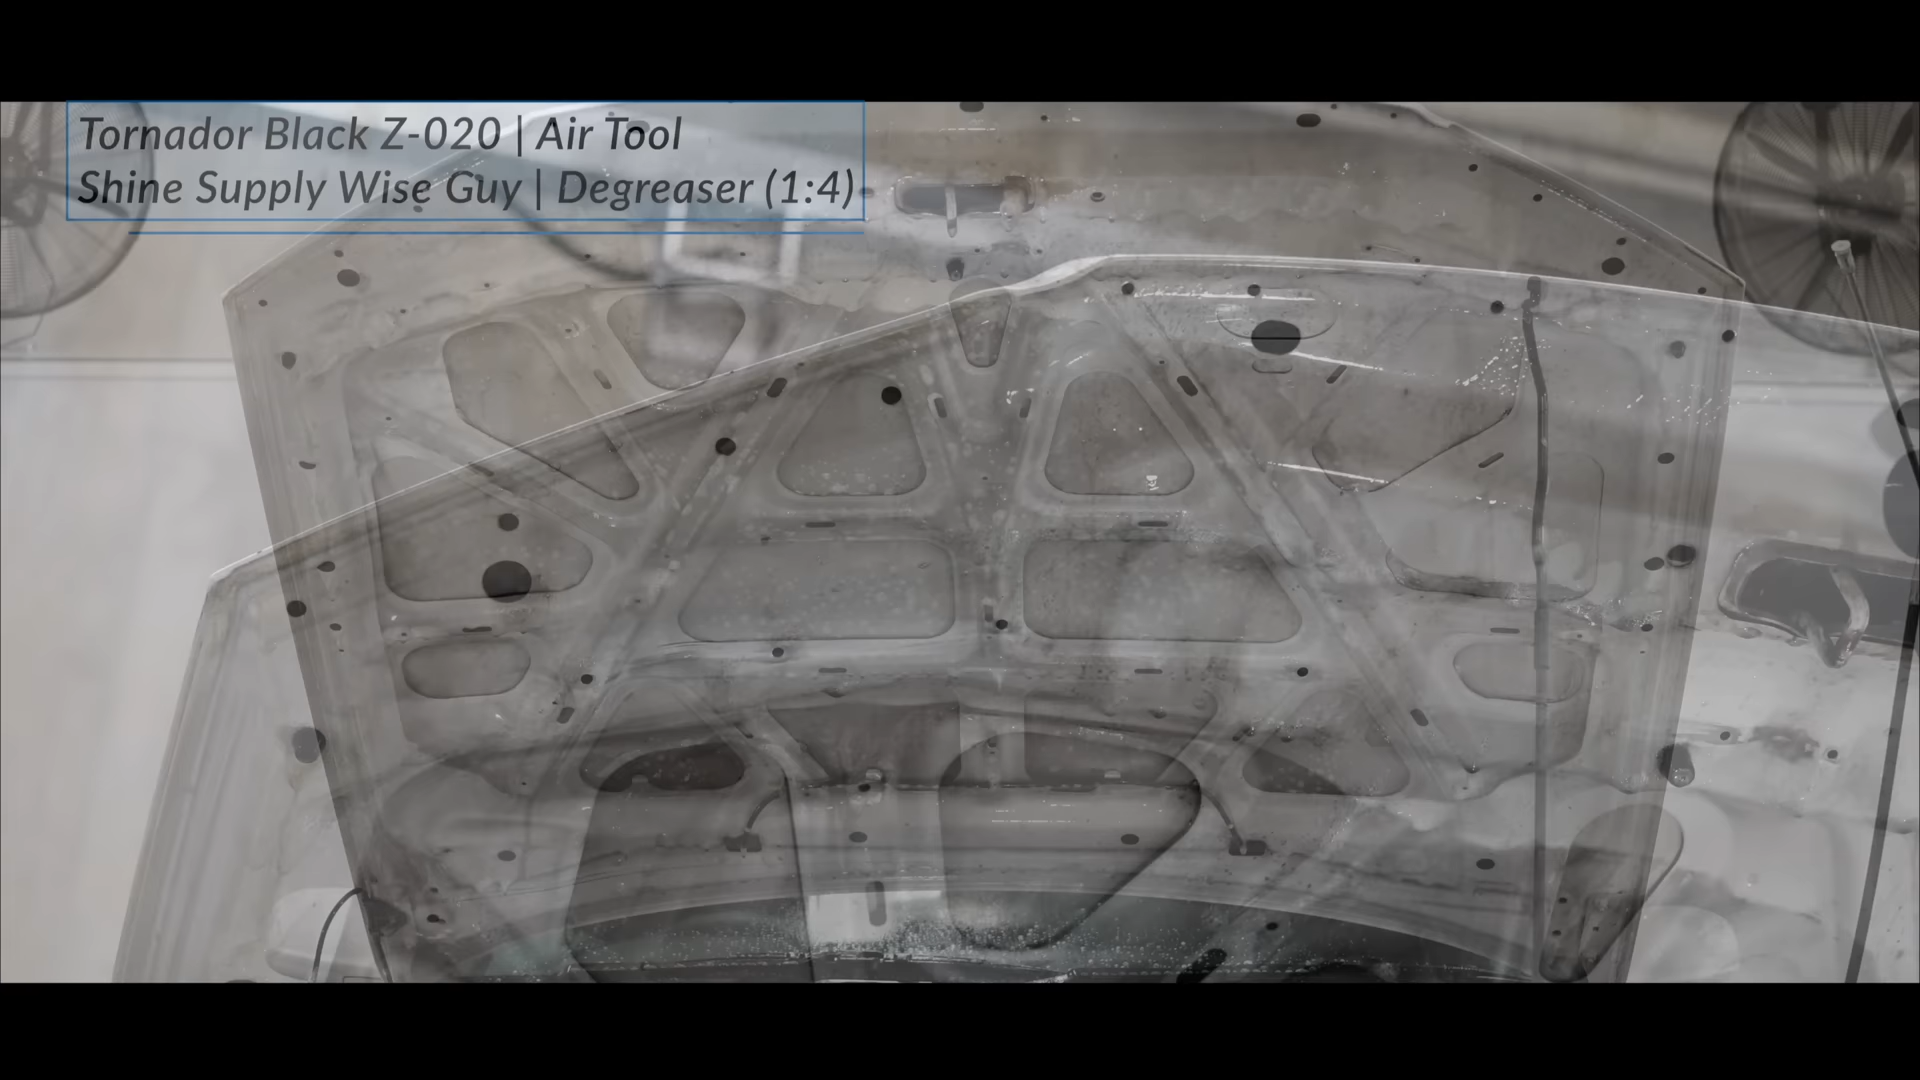 Tornador Black Z-020 | Air Tool
Shine Supply Wise Guy | Degreaser (1:4)